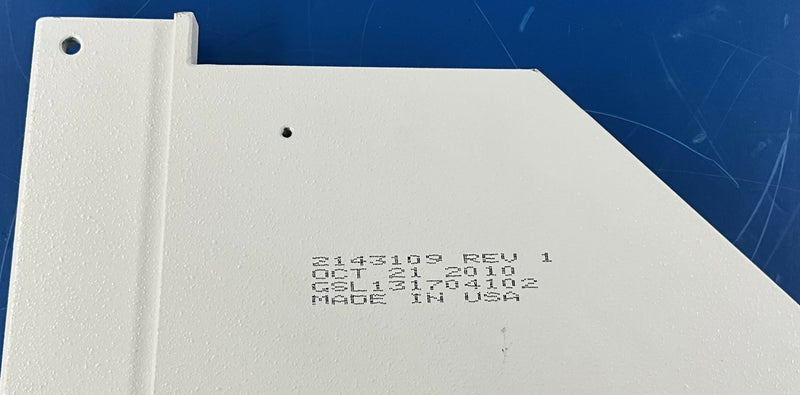 2143109 REV 1
OCT 21 2010
GSL131704102
MADE IN USA